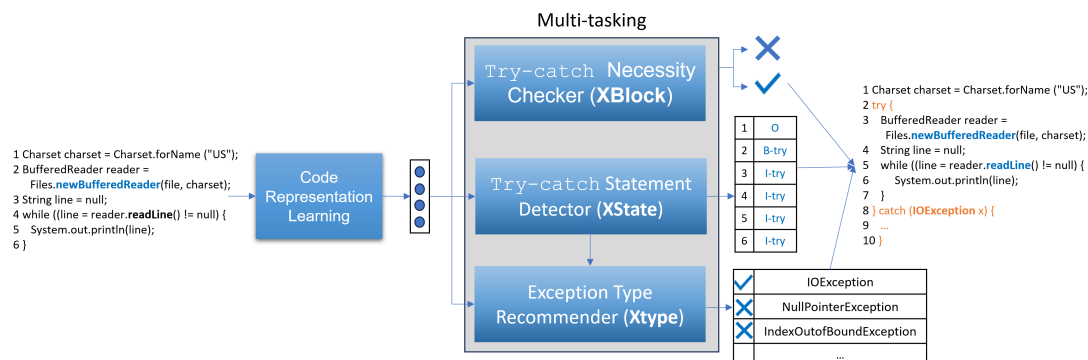 Multi-tasking
1 Charset charset = Charset.forName ("US");
2 BufferedReader reader =
Files.newBufferedReader(file, charset);
3 String line = null;
4 while ((line = reader.readLine() != null) {
5 System.out.println(line);
6 }
Code
Representation
Learning
Try-catch Necessity
Checker (XBlock)
Try-catch Statement
Detector (XState)
Exception Type
Recommender (Xtype)
1 O
2 B-try
3 I-try
4 I-try
5 I-try
6 I-try
IOException
NullPointerException
IndexOutofBoundException
...
1 Charset charset = Charset.forName ("US");
2 try {
3 BufferedReader reader =
Files.newBufferedReader(file, charset);
4 String line = null;
5 while ((line = reader.readLine() != null) {
6 System.out.println(line);
7 }
8 } catch (IOException x) {
9 ...
10 }